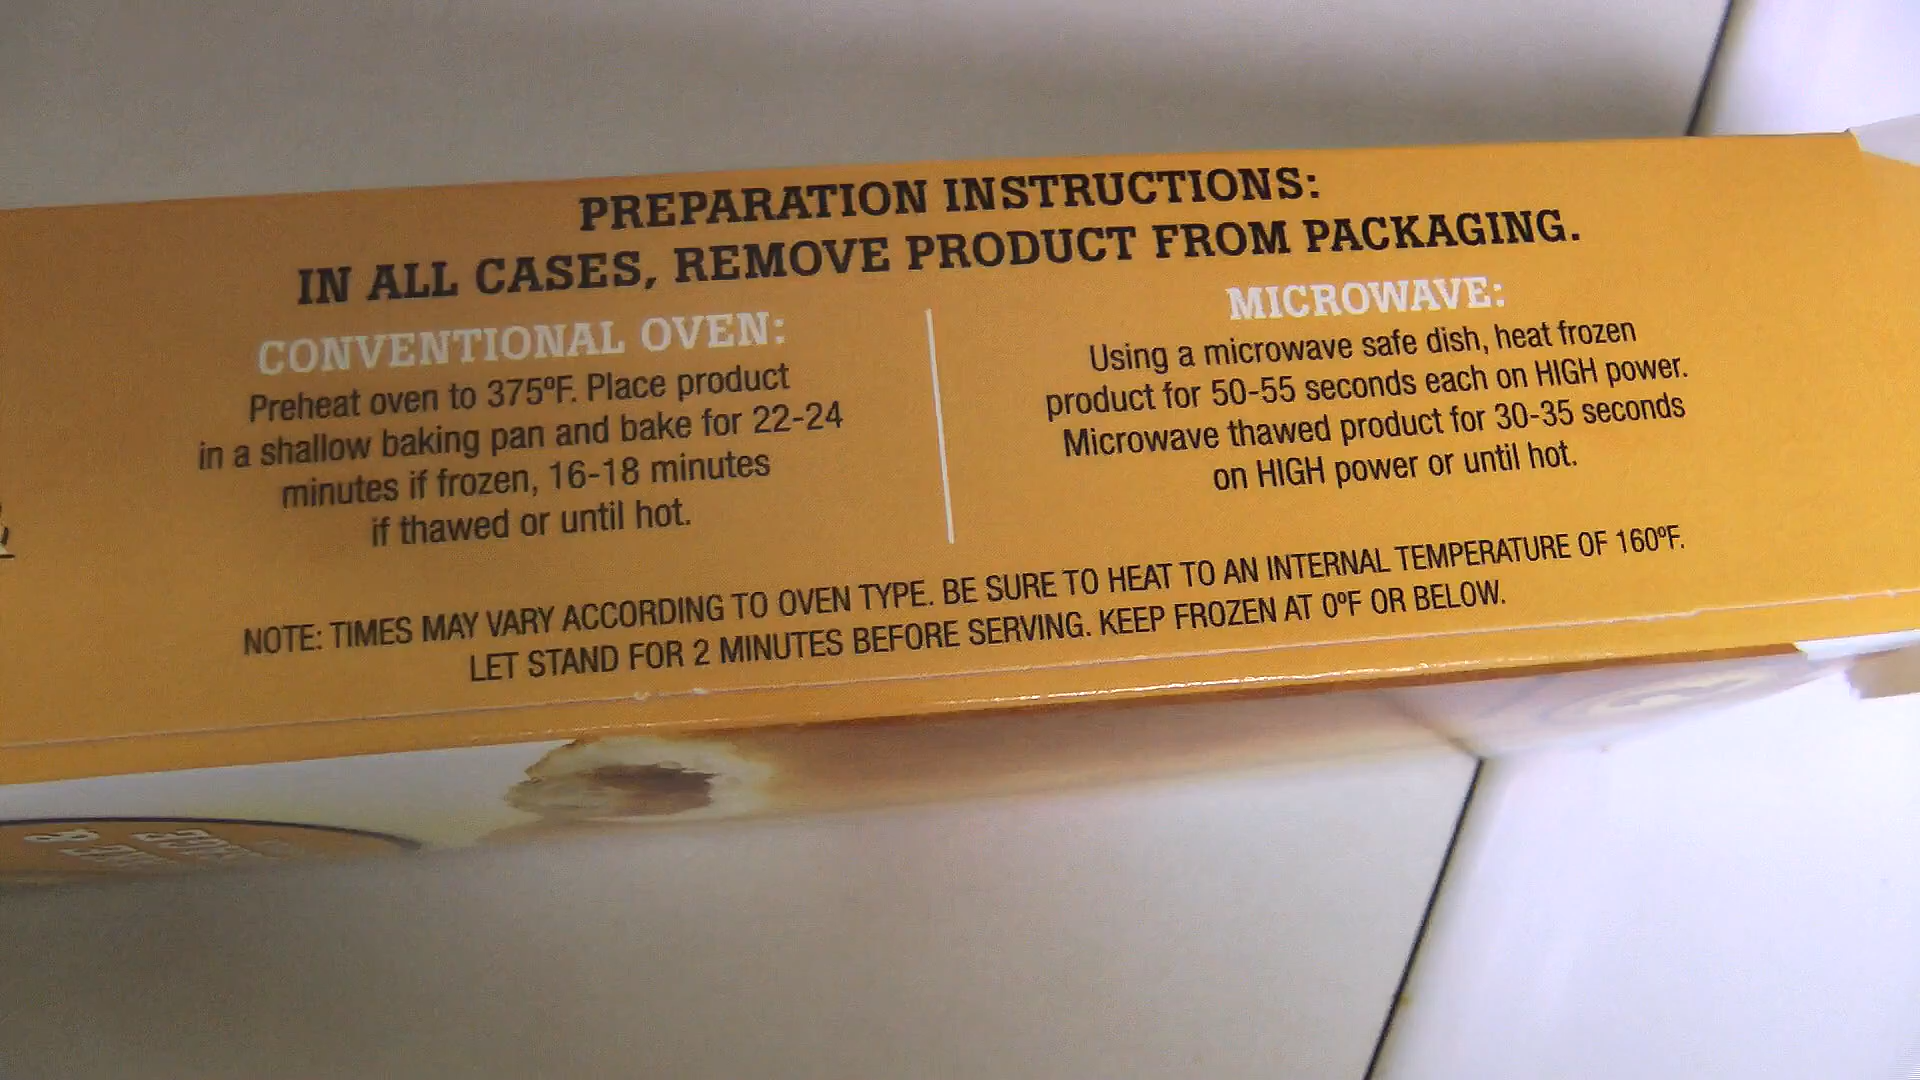 PREPARATION INSTRUCTIONS:
IN ALL CASES, REMOVE PRODUCT FROM PACKAGING.
CONVENTIONAL OVEN:
Preheat oven to 375ºF. Place product
in a shallow baking pan and bake for 22-24
minutes if frozen, 16-18 minutes
if thawed or until hot.
MICROWAVE:
Using a microwave safe dish, heat frozen
product for 50-55 seconds each on HIGH power.
Microwave thawed product for 30-35 seconds
on HIGH power or until hot.
NOTE: TIMES MAY VARY ACCORDING TO OVEN TYPE. BE SURE TO HEAT TO AN INTERNAL TEMPERATURE OF 160ºF.
LET STAND FOR 2 MINUTES BEFORE SERVING. KEEP FROZEN AT 0ºF OR BELOW.